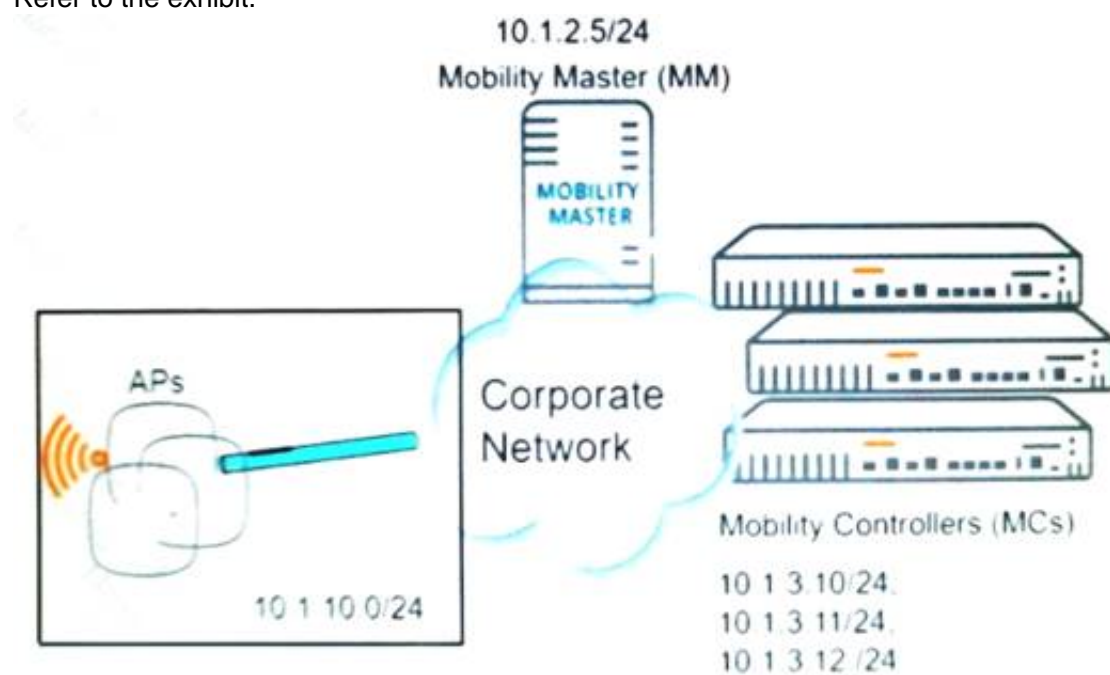 Refer to the exhibit.
10.1.2.5/24
Mobility Master (MM)
MOBILITY
MASTER
APs
Corporate
Network
10 1 10 0/24
Mobility Controllers (MCs)
10 1 3.10/24,
10 1.3 11/24,
10 1 3 12 /24